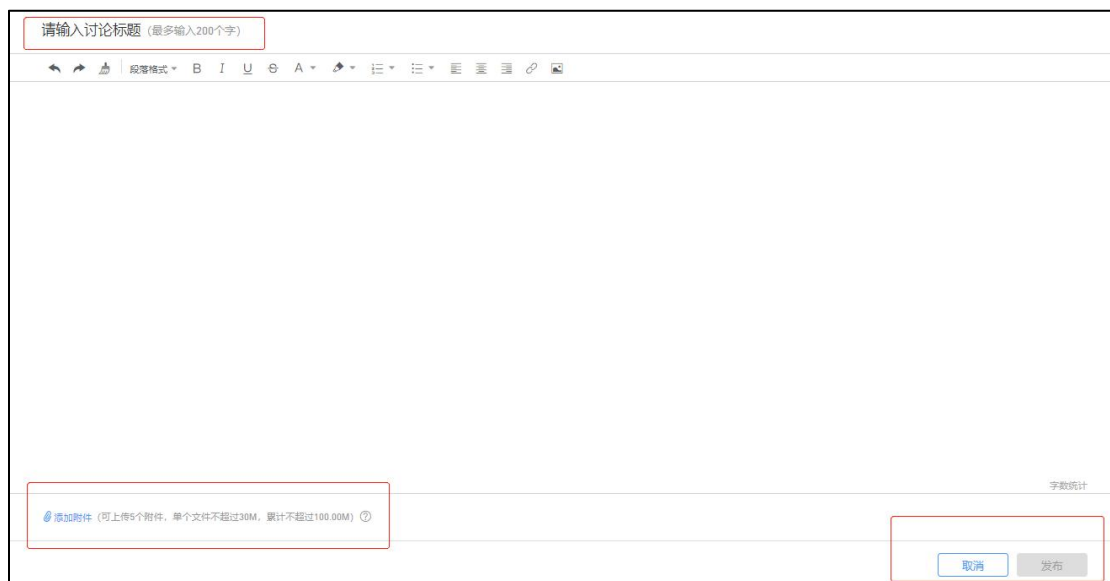 请输入讨论标题（最多输入200个字）
段落格式 B I U S A
字数统计
添加附件（可上传5个附件，单个文件不超过30M，累计不超过100.00M）?
取消 发布